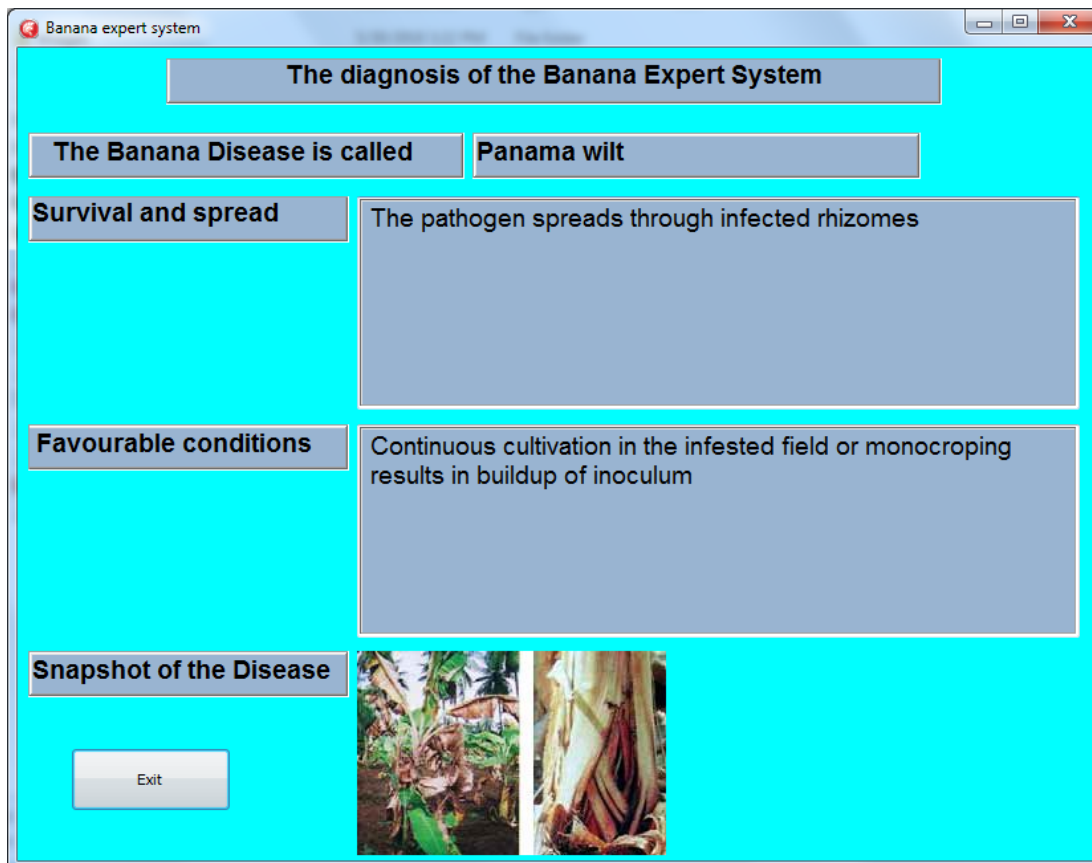 Banana expert system
The diagnosis of the Banana Expert System
The Banana Disease is called
Panama wilt
Survival and spread
The pathogen spreads through infected rhizomes
Favourable conditions
Continuous cultivation in the infested field or monocroping
results in buildup of inoculum
Snapshot of the Disease
Exit